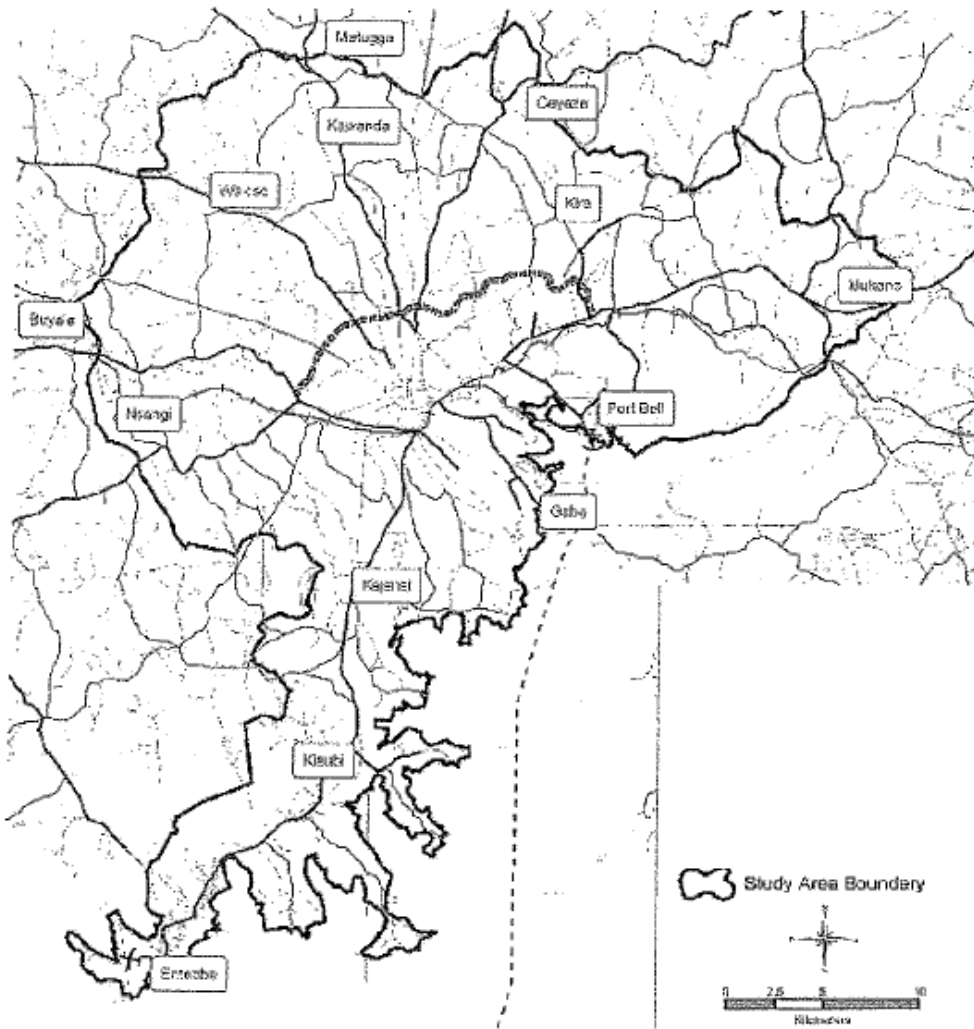 Matugga
Kawanda
Gayaza
Wakiso
Kira
Mukono
Buyala
Nsangi
Port Bell
Gaba
Kajansi
Kisubi
Entebbe
Study Area Boundary
N
0 2.5 5 10
Kilometers